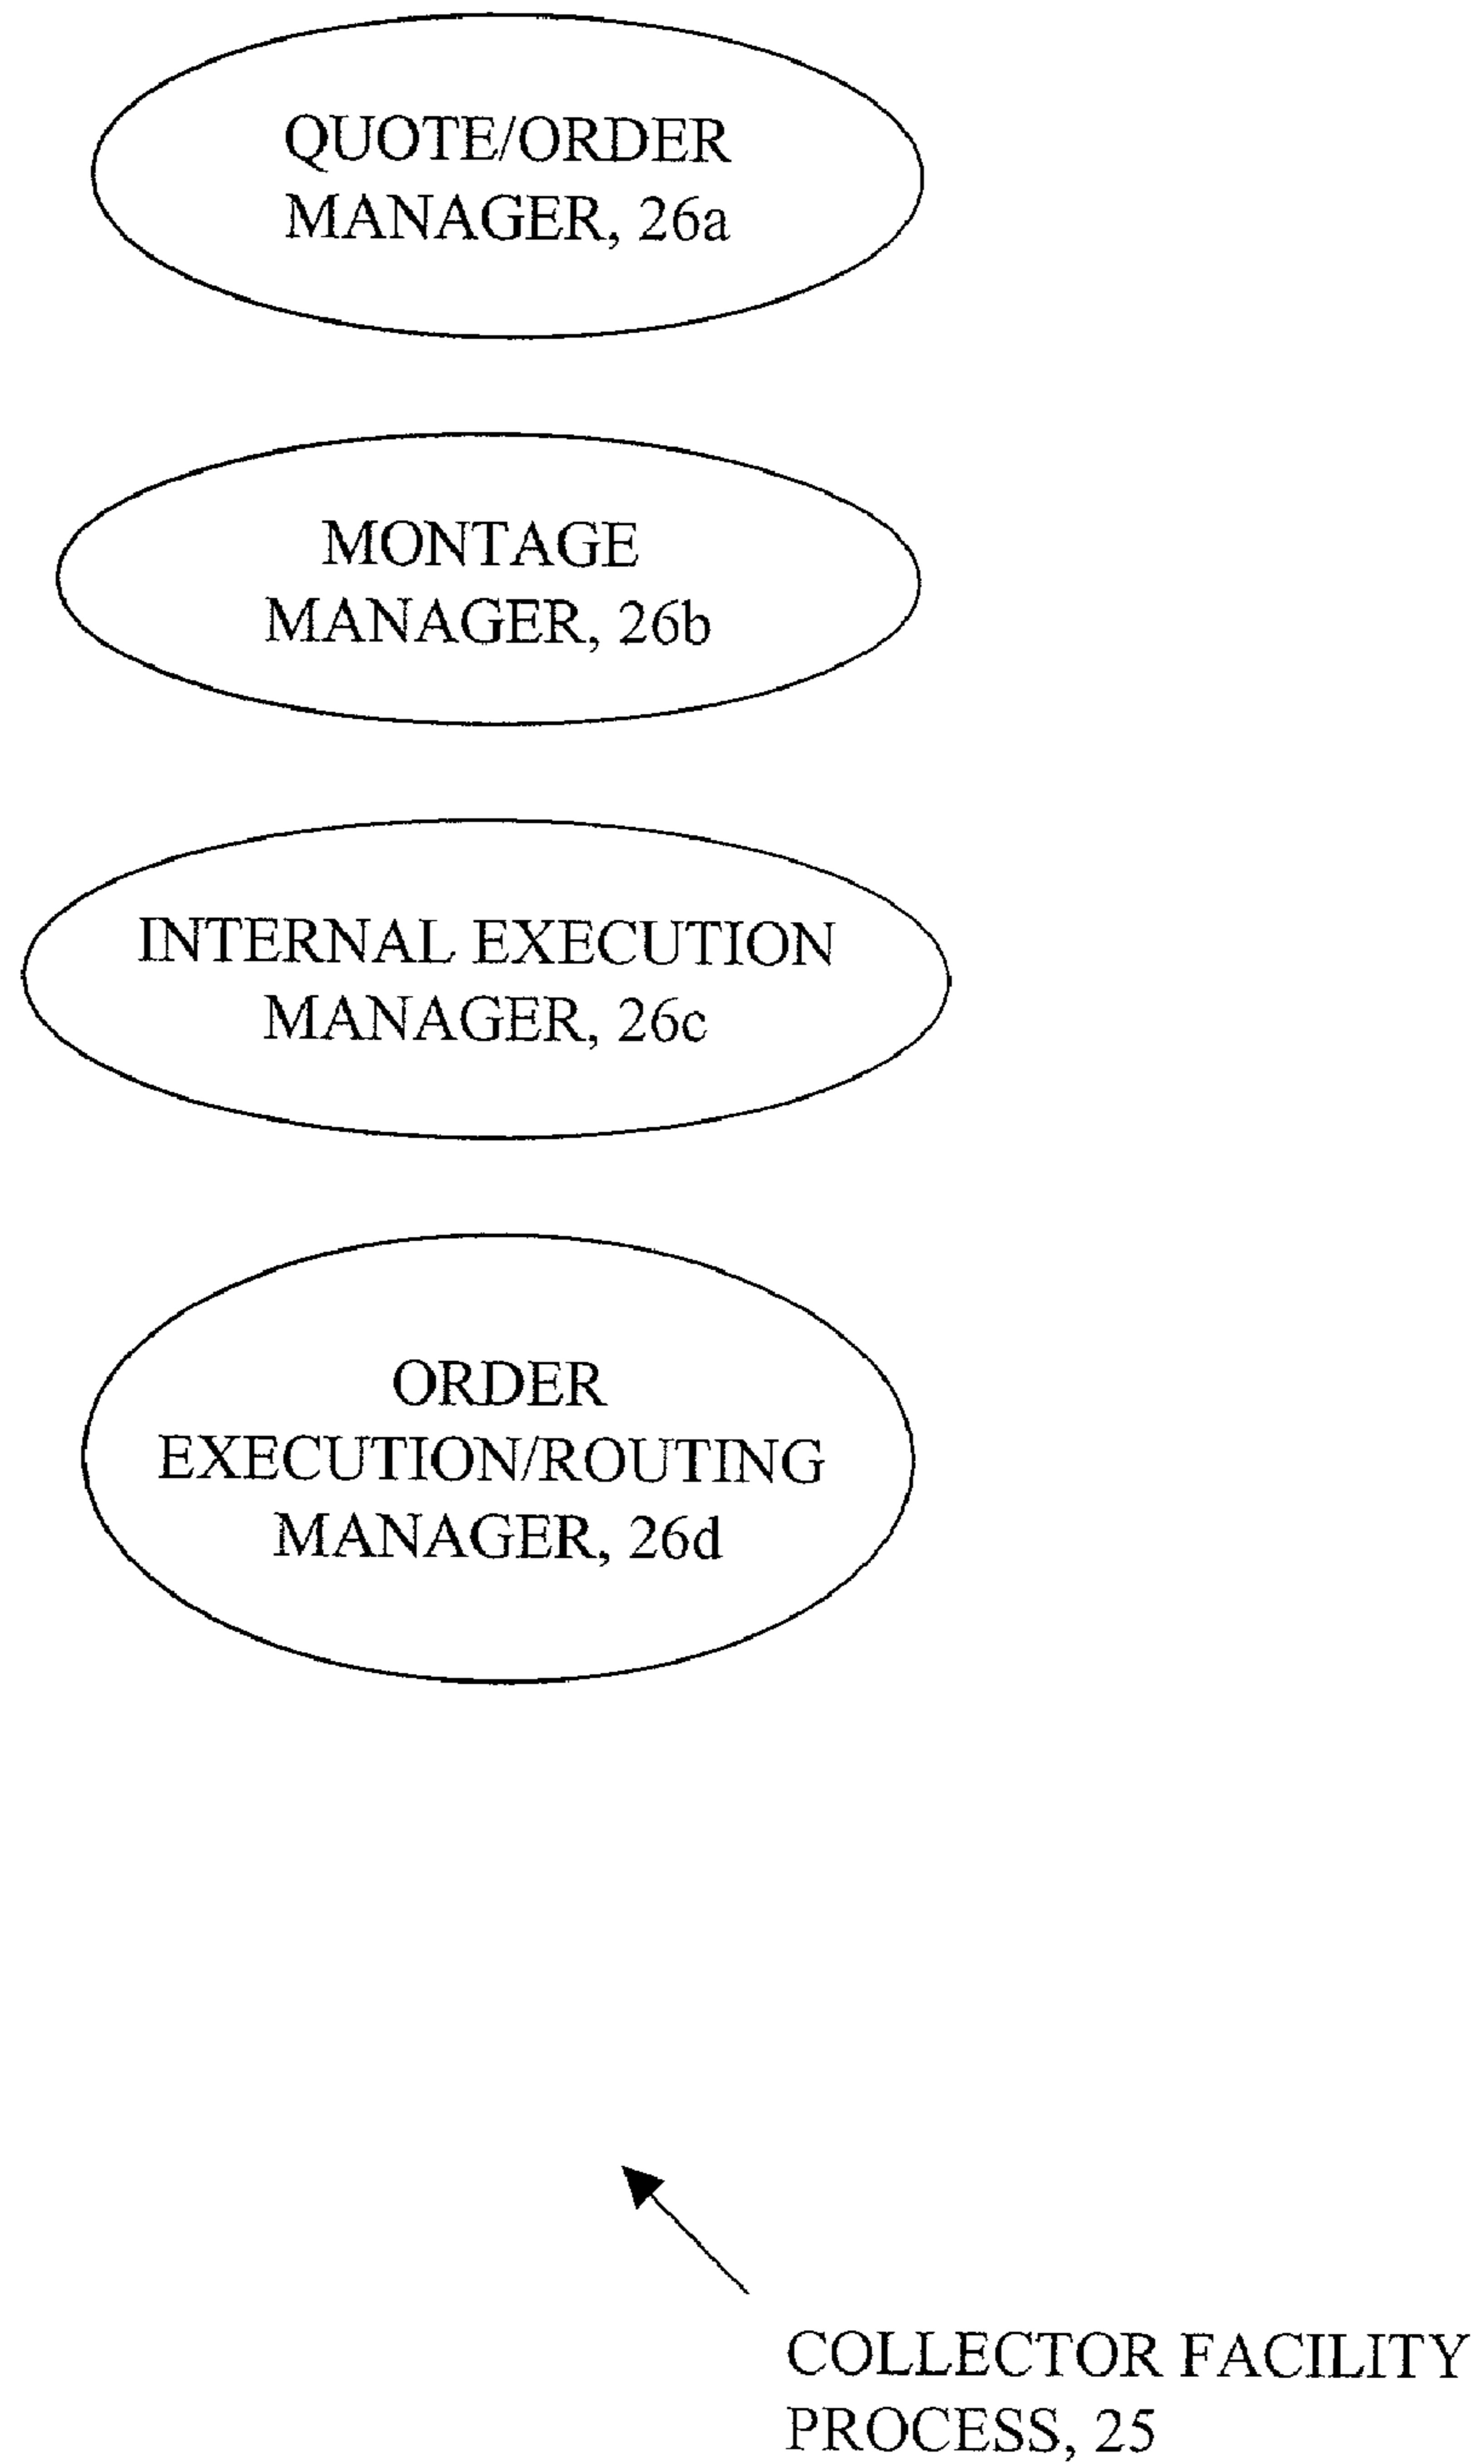 QUOTE/ORDER
MANAGER, 26a
MONTAGE
MANAGER, 26b
INTERNAL EXECUTION
MANAGER, 26c
ORDER
EXECUTION/ROUTING
MANAGER, 26d
COLLECTOR FACILITY
PROCESS, 25